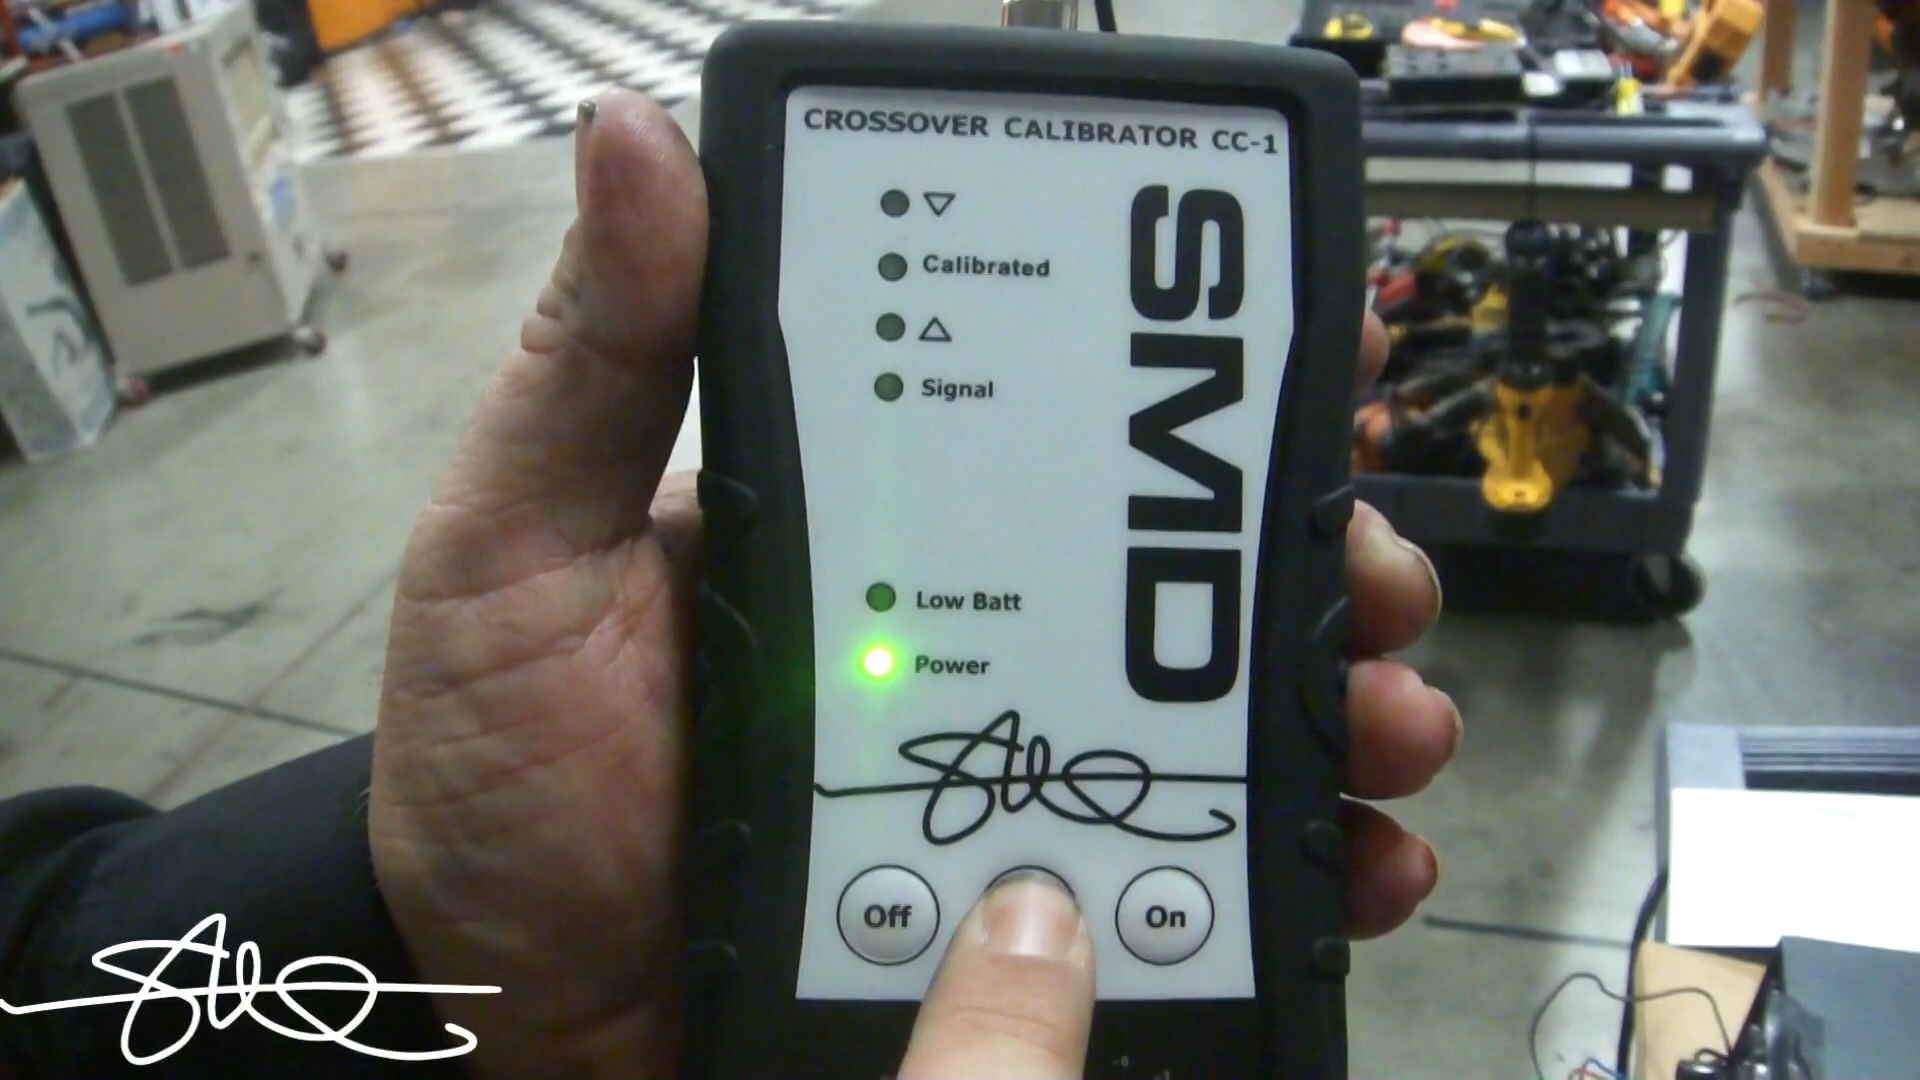 CROSSOVER CALIBRATOR CC-1
▽
Calibrated
△
Signal
SMD
Low Batt
Power
Off
On